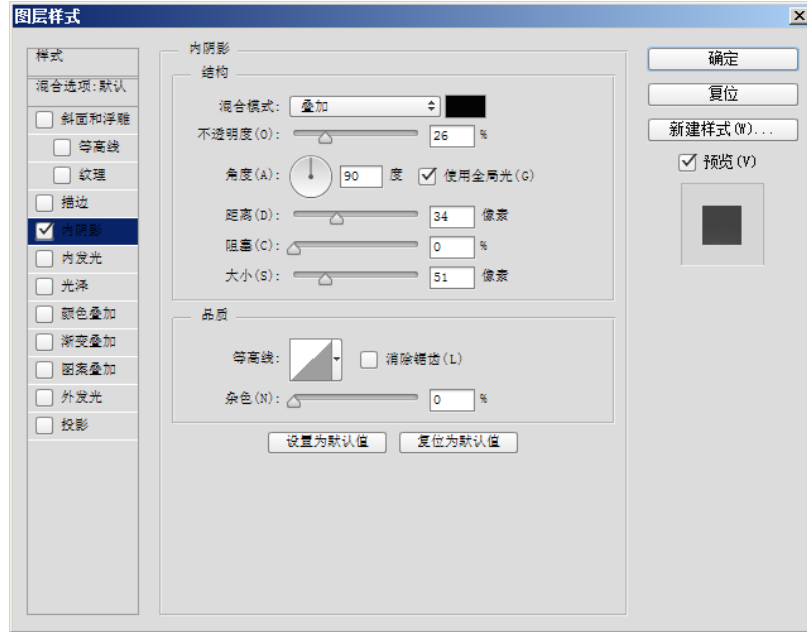 图层样式
样式
混合选项:默认
斜面和浮雕
等高线
纹理
描边
内阴影
内发光
光泽
颜色叠加
渐变叠加
图案叠加
外发光
投影
内阴影
结构
混合模式: 叠加
不透明度(O): 26 %
角度(A): 90 度 使用全局光(G)
距离(D): 34 像素
阻塞(C): 0 %
大小(S): 51 像素
品质
等高线: 消除锯齿(L)
杂色(N): 0 %
设置为默认值 复位为默认值
确定
复位
新建样式(W)...
预览(V)